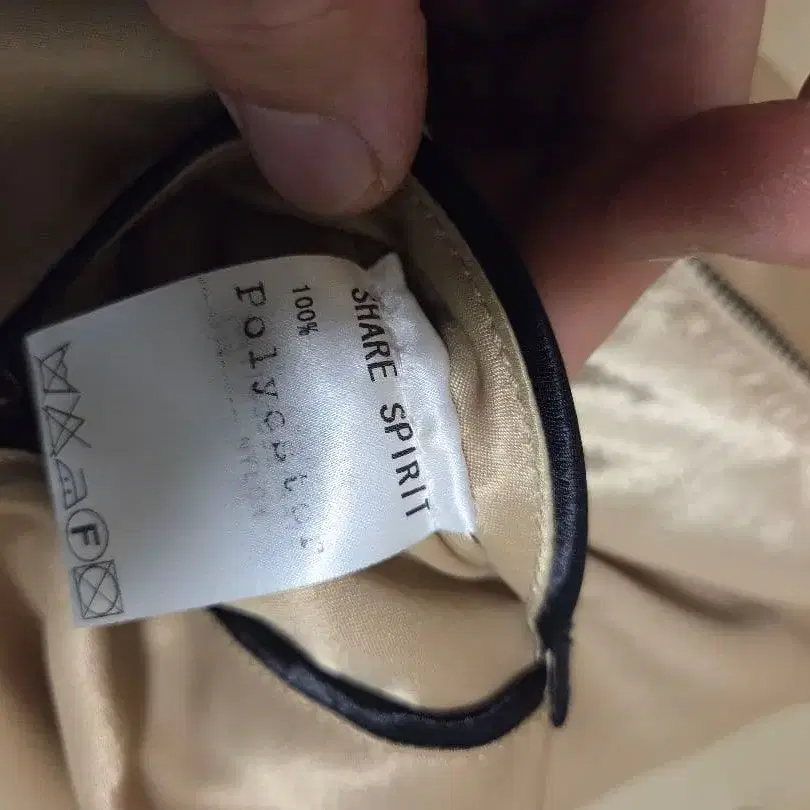 SHARE SPIRIT
100%
polyester
F